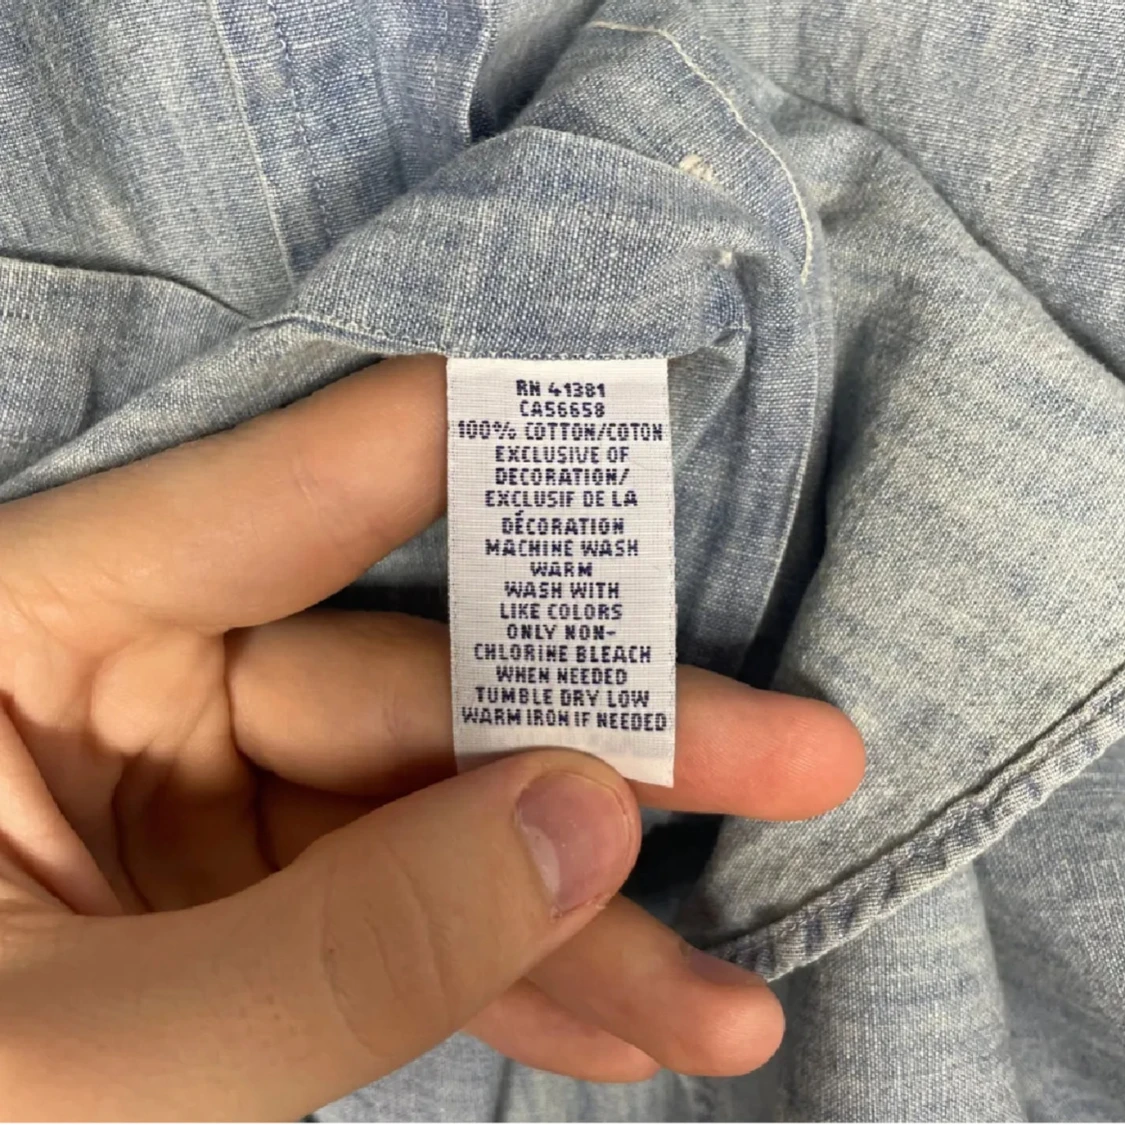 RN 41381
CA56658
100% COTTON/COTON
EXCLUSIVE OF
DECORATION/
EXCLUSIF DE LA
DÉCORATION
MACHINE WASH
WARM
WASH WITH
LIKE COLORS
ONLY NON-
CHLORINE BLEACH
WHEN NEEDED
TUMBLE DRY LOW
WARM IRON IF NEEDED